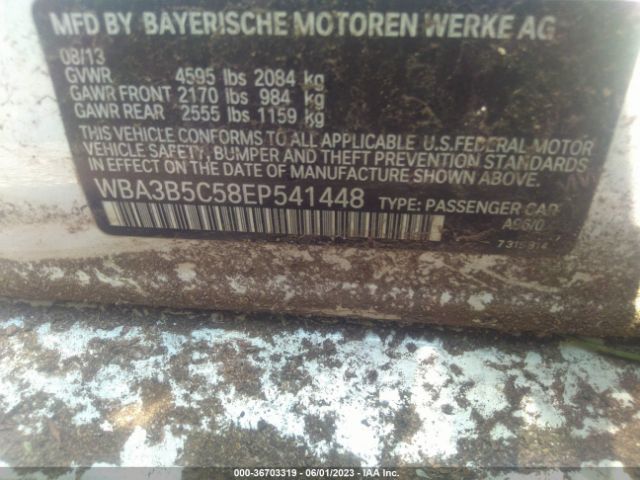 MFD BY BAYERISCHE MOTOREN WERKE AG
08/13
GVWR 4595 lbs 2084 kg
GAWR FRONT 2170 lbs 984 kg
GAWR REAR 2555 lbs 1159 kg
THIS VEHICLE CONFORMS TO ALL APPLICABLE U.S.FEDERAL MOTOR
VEHICLE SAFETY, BUMPER, AND THEFT PREVENTION STANDARDS
IN EFFECT ON THE DATE OF MANUFACTURE SHOWN ABOVE.
WBA3B5C58EP541448 TYPE: PASSENGER CAR
A96/0
000-36703319 06/01/2023 - IAA Inc.